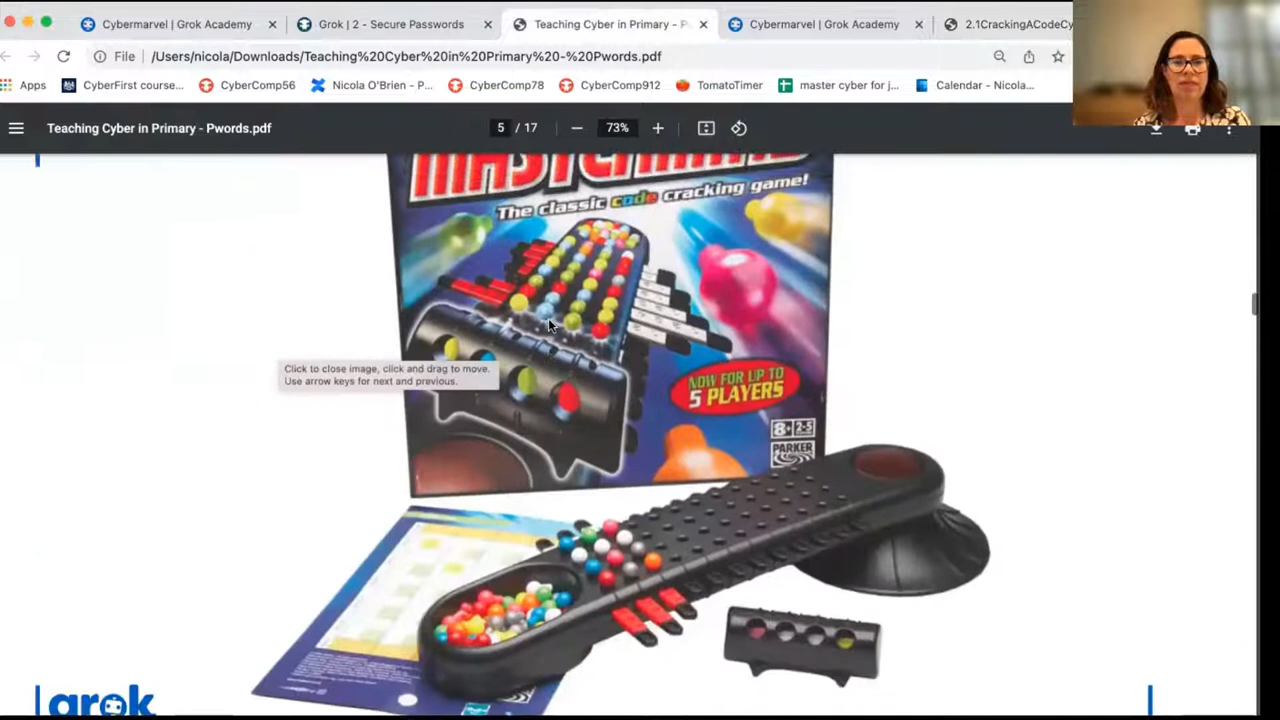 Cybermarvel | Grok Academy
Grok | 2 - Secure Passwords
Teaching Cyber in Primary - P
Cybermarvel | Grok Academy
2.1CrackingACodeCy
File
/Users/nicola/Downloads/Teaching%20Cyber%20in%20Primary%20-%20Pwords.pdf
Apps
CyberFirst course...
CyberComp56
Nicola O'Brien - P...
CyberComp78
CyberComp912
TomatoTimer
master cyber for j...
Calendar - Nicola...
Teaching Cyber in Primary - Pwords.pdf
5 / 17
73%
MASTERMIND
The classic code cracking game!
Click to close image, click and drag to move.
Use arrow keys for next and previous.
NOW FOR UP TO
5 PLAYERS
8+ 2-5
PARKER
grok